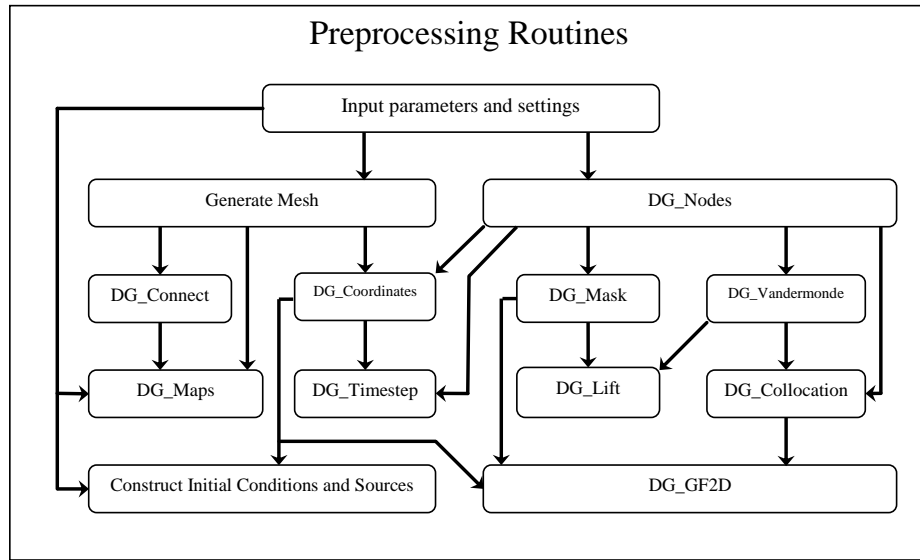 Preprocessing Routines
Input parameters and settings
Generate Mesh
DG_Nodes
DG_Connect
DG_Coordinates
DG_Mask
DG_Vandermonde
DG_Maps
DG_Timestep
DG_Lift
DG_Collocation
Construct Initial Conditions and Sources
DG_GF2D